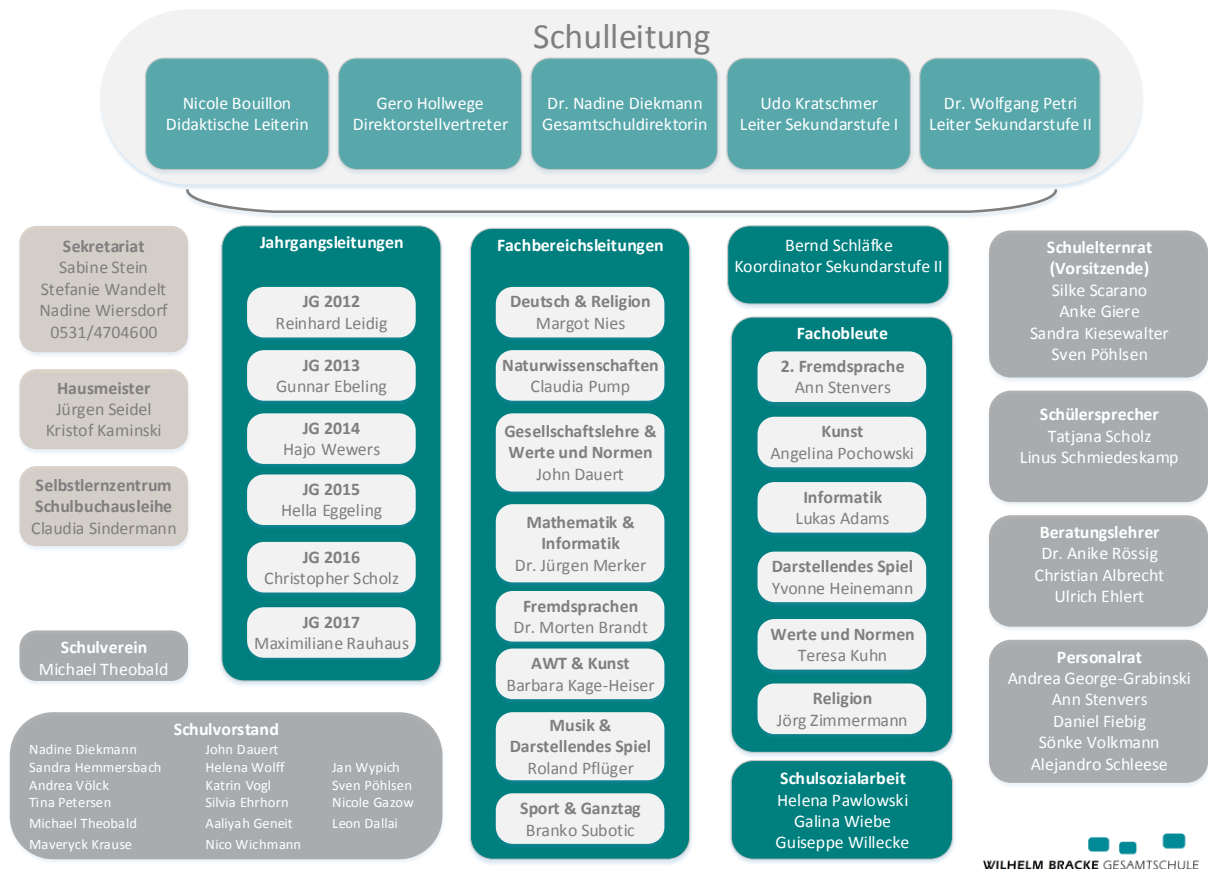 Schulleitung
Nicole Bouillon
Didaktische Leiterin
Gero Hollwege
Direktorstellvertreter
Dr. Nadine Diekmann
Gesamtschuldirektorin
Udo Kratschmer
Leiter Sekundarstufe I
Dr. Wolfgang Petri
Leiter Sekundarstufe II
Sekretariat
Sabine Stein
Stefanie Wandelt
Nadine Wiersdorf
0531/4704600
Hausmeister
Jürgen Seidel
Kristof Kaminski
Selbstlernzentrum
Schulbuchausleihe
Claudia Sindermann
Schulverein
Michael Theobald
Jahrgangsleitungen
JG 2012
Reinhard Leidig
JG 2013
Gunnar Ebeling
JG 2014
Hajo Wewers
JG 2015
Hella Eggeling
JG 2016
Christopher Scholz
JG 2017
Maximiliane Rauhaus
Schulvorstand
Nadine Diekmann
Sandra Hemmersbach
Andrea Völck
Tina Petersen
Michael Theobald
Maveryck Krause
John Dauert
Helena Wolff
Katrin Vogl
Silvia Ehrhorn
Aaliyah Geneit
Nico Wichmann
Jan Wypich
Sven Pöhlsen
Nicole Gazow
Leon Dallai
Fachbereichsleitungen
Deutsch & Religion
Margot Nies
Naturwissenschaften
Claudia Pump
Gesellschaftslehre &
Werte und Normen
John Dauert
Mathematik &
Informatik
Dr. Jürgen Merker
Fremdsprachen
Dr. Morten Brandt
AWT & Kunst
Barbara Kage-Heiser
Musik &
Darstellendes Spiel
Roland Pflüger
Sport & Ganztag
Branko Subotic
Bernd Schläfke
Koordinator Sekundarstufe II
Fachobleute
2. Fremdsprache
Ann Stenvers
Kunst
Angelina Pochowski
Informatik
Lukas Adams
Darstellendes Spiel
Yvonne Heinemann
Werte und Normen
Teresa Kuhn
Religion
Jörg Zimmermann
Schulsozialarbeit
Helena Pawlowski
Galina Wiebe
Guiseppe Willecke
Schulelternrat
(Vorsitzende)
Silke Scarano
Anke Giere
Sandra Kiesewalter
Sven Pöhlsen
Schülersprecher
Tatjana Scholz
Linus Schmiedeskamp
Beratungslehrer
Dr. Anike Rössig
Christian Albrecht
Ulrich Ehlert
Personalrat
Andrea George-Grabinski
Ann Stenvers
Daniel Fiebig
Sönke Volkmann
Alejandro Schleese
WILHELM BRACKE GESAMTSCHULE